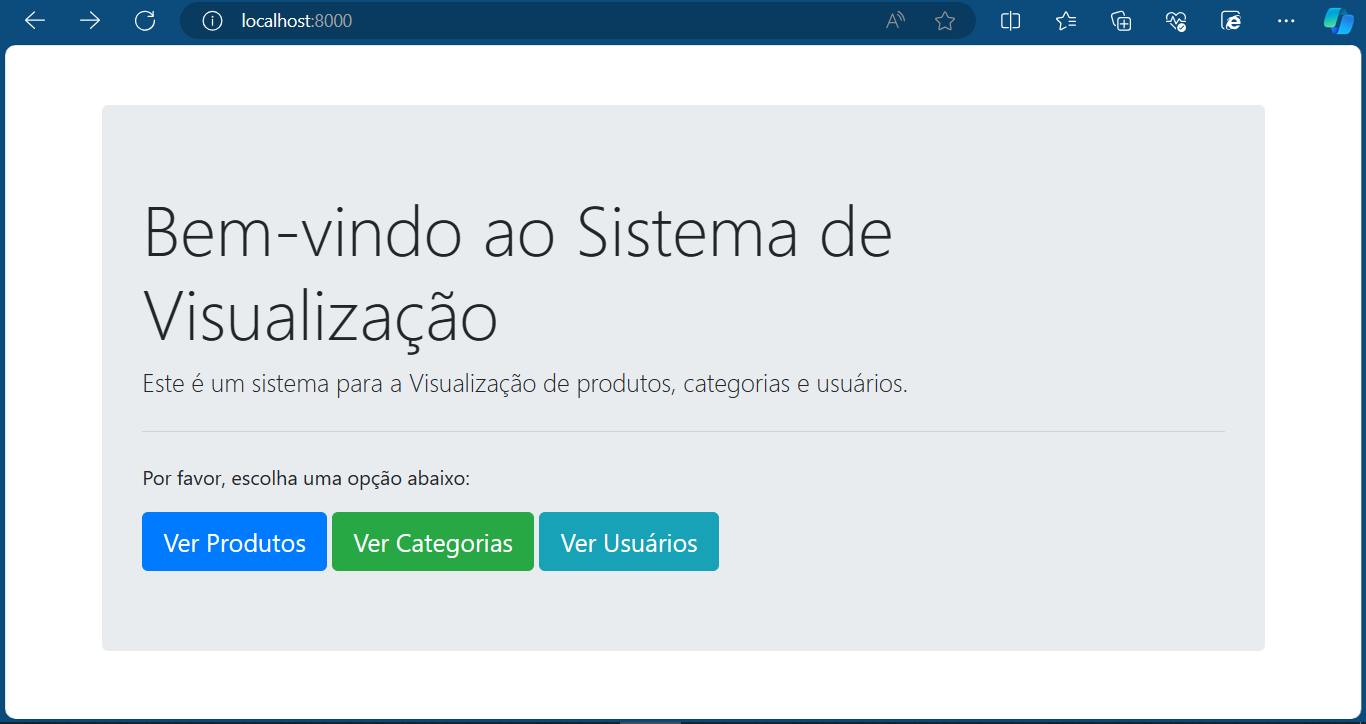 localhost:8000
Bem-vindo ao Sistema de
Visualização
Este é um sistema para a Visualização de produtos, categorias e usuários.
Por favor, escolha uma opção abaixo:
Ver Produtos Ver Categorias Ver Usuários